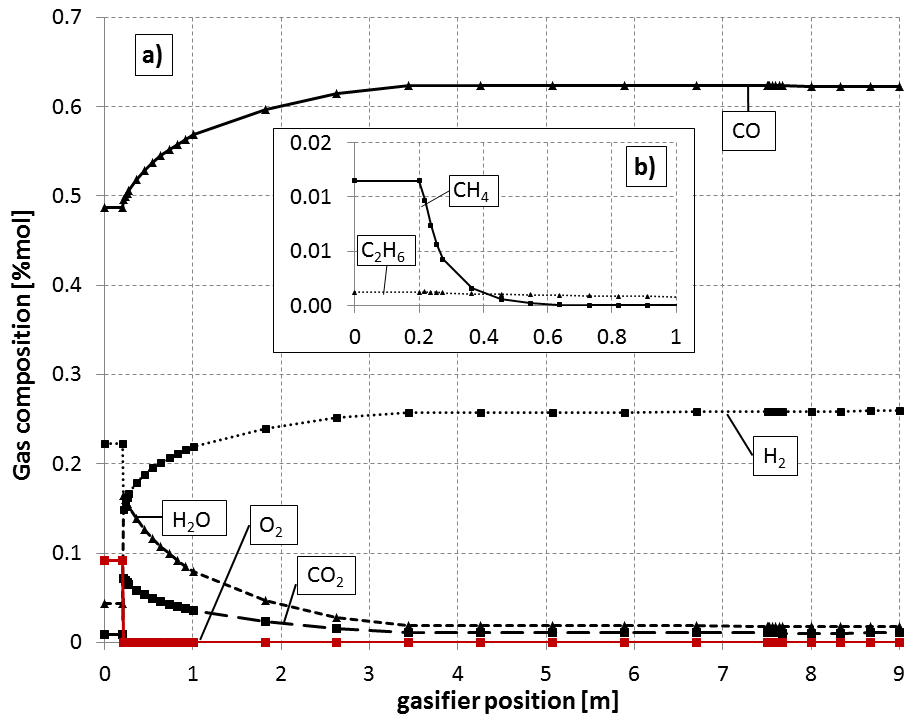 0.7
a)
0.6
CO
0.02
b)
0.01
CH4
0.5
0.01
C2H6
0.00
0.4
0 0.2 0.4 0.6 0.8 1
Gas composition [%mol]
0.3
H2
0.2
H2O
O2
0.1
CO2
0
0 1 2 3 4 5 6 7 8 9
gasifier position [m]